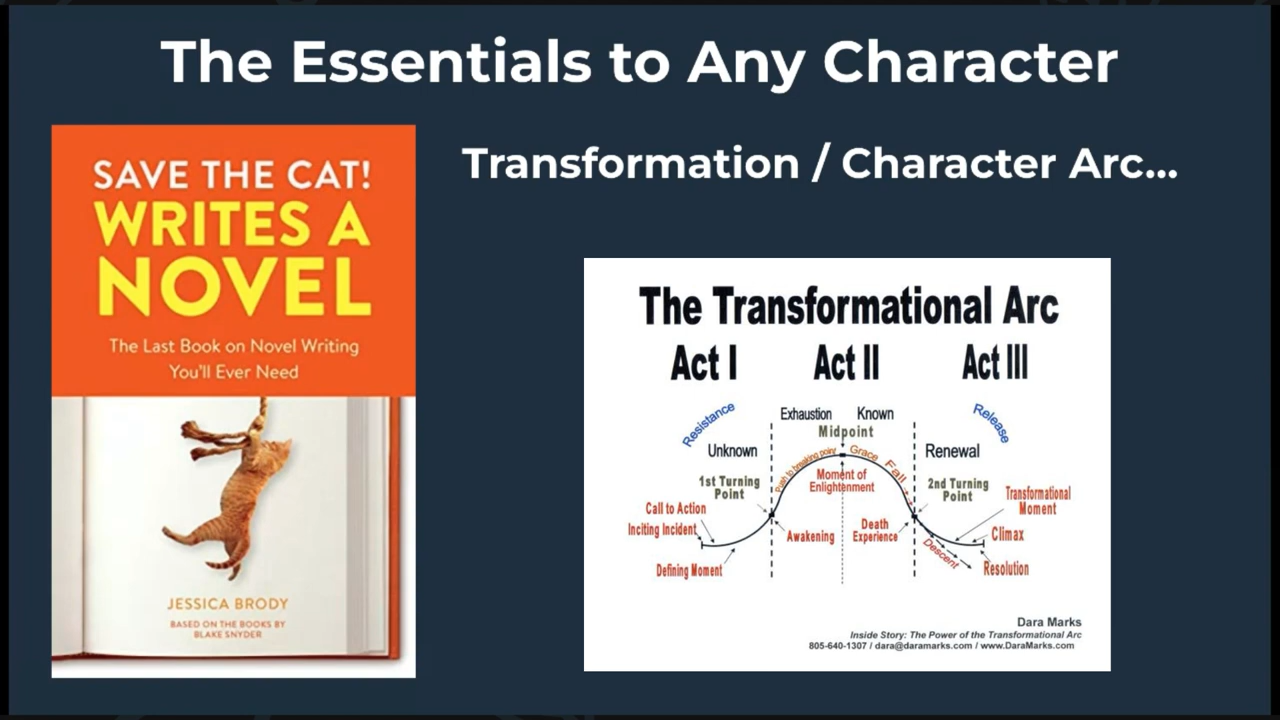 The Essentials to Any Character
SAVE THE CAT!
WRITES A
NOVEL
The Last Book on Novel Writing
You'll Ever Need
JESSICA BRODY
BASED ON THE BOOKS BY
BLAKE SNYDER
Transformation / Character Arc...
The Transformational Arc
Act I Act II Act III
Resistance
Exhaustion Known
Midpoint
Release
Unknown
Push to breaking point
Grace
Fall
Renewal
1st Turning
Point
Moment of
Enlightenment
2nd Turning
Point
Call to Action
Inciting Incident
Defining Moment
Awakening
Death
Experience
Descent
Transformational
Moment
Climax
Resolution
Dara Marks
Inside Story: The Power of the Transformational Arc
805-640-1307 / dara@daramarks.com / www.DaraMarks.com